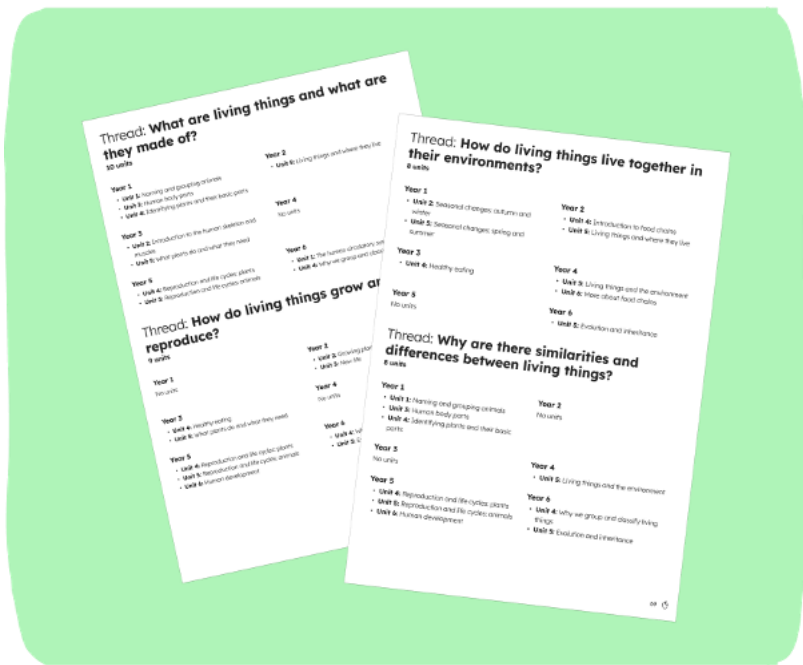 Thread: What are living things and what are
they made of?
10 units
Year 1
• Unit 1: Naming and grouping animals
• Unit 3: Human body parts
• Unit 4: Identifying plants and their basic parts
Year 2
• Unit 5: Living things and where they live
Year 3
• Unit 2: Introduction to the human skeleton and
muscles
• Unit 5: What plants do and what they need
Year 4
No units
Year 5
• Unit 4: Reproduction and life cycles: plants
• Unit 5: Reproduction and life cycles: animals
Year 6
• Unit 1: The human circulatory
• Unit 4: Why we group and
Thread: How do living things grow
reproduce?
9 units
Year 1
No units
Year 2
• Unit 2: Growing
• Unit 3: New life
Year 3
• Unit 4: Healthy eating
• Unit 5: What plants do and what they need
Year 4
No units
Year 5
• Unit 4: Reproduction and life cycles: plants
• Unit 5: Reproduction and life cycles: animals
• Unit 6: Human development
Year 6
• Unit 4:
• Unit 5:
Thread: How do living things live together in
their environments?
8 units
Year 1
• Unit 2: Seasonal changes: autumn and
winter
• Unit 5: Seasonal changes: spring and
summer
Year 2
• Unit 4: Introduction to food chains
• Unit 5: Living things and where they live
Year 3
• Unit 4: Healthy eating
Year 4
• Unit 5: Living things and the environment
• Unit 6: More about food chains
Year 5
No units
Year 6
• Unit 5: Evolution and inheritance
Thread: Why are there similarities and
differences between living things?
8 units
Year 1
• Unit 1: Naming and grouping animals
• Unit 3: Human body parts
• Unit 4: Identifying plants and their basic
parts
Year 2
No units
Year 3
No units
Year 4
• Unit 5: Living things and the environment
Year 5
• Unit 4: Reproduction and life cycles: plants
• Unit 5: Reproduction and life cycles: animals
• Unit 6: Human development
Year 6
• Unit 4: Why we group and classify living
things
• Unit 5: Evolution and inheritance